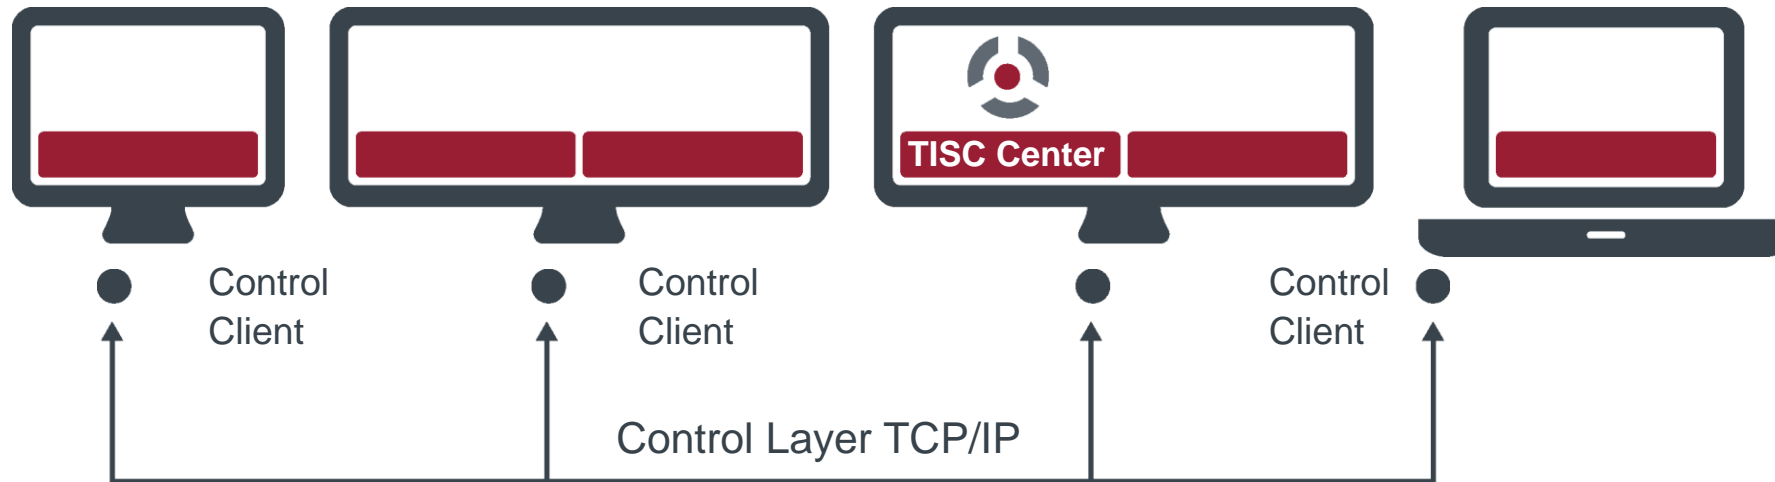 TISC Center
Control
Client
Control
Client
Control
Client
Control Layer TCP/IP